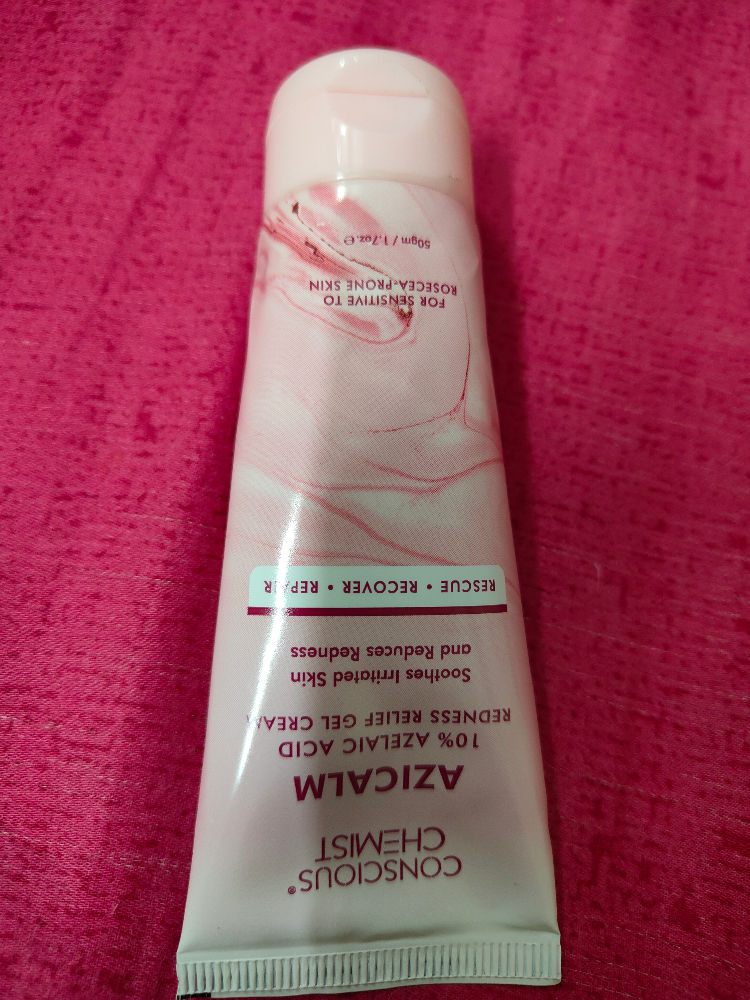 CONSCIOUS®
CHEMIST
AZICALM
10% AZELAIC ACID
REDNESS RELIEF GEL CREAM
Soothes Irritated Skin
and Reduces Redness
RESCUE • RECOVER • REPAIR
FOR SENSITIVE TO
ROSECEA-PRONE SKIN
50gm / 1.7oz.℮